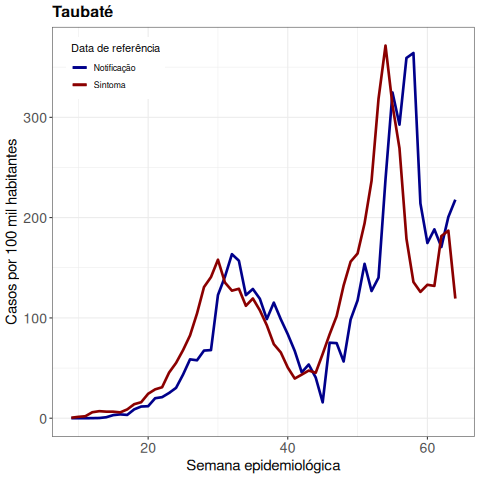 Taubaté
Data de referência
Notificação
Sintoma
Casos por 100 mil habitantes
300
200
100
0
20
40
60
Semana epidemiológica